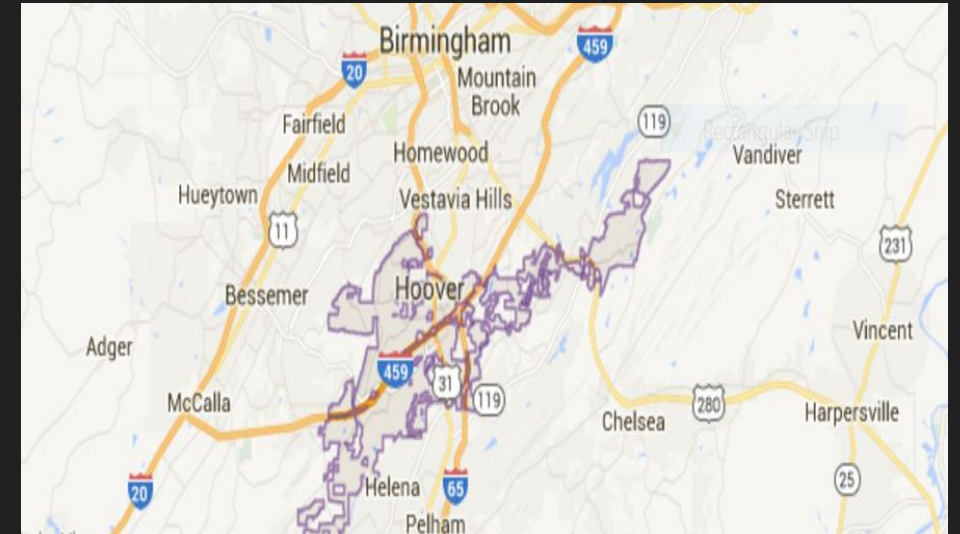 Birmingham
459
20
Mountain
Brook
119
Rectangular Snip
Fairfield
Vandiver
Homewood
Midfield
Hueytown
Vestavia Hills
Sterrett
11
231
Hoover
Bessemer
Vincent
Adger
459
31
119
McCalla
280
Chelsea
Harpersville
20
Helena
65
25
Pelham